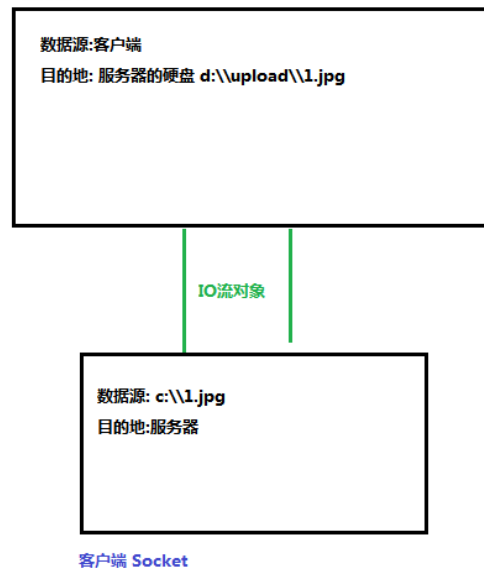 数据源:客户端
目的地: 服务器的硬盘 d:\\upload\\1.jpg
IO流对象
数据源: c:\\1.jpg
目的地:服务器
客户端 Socket